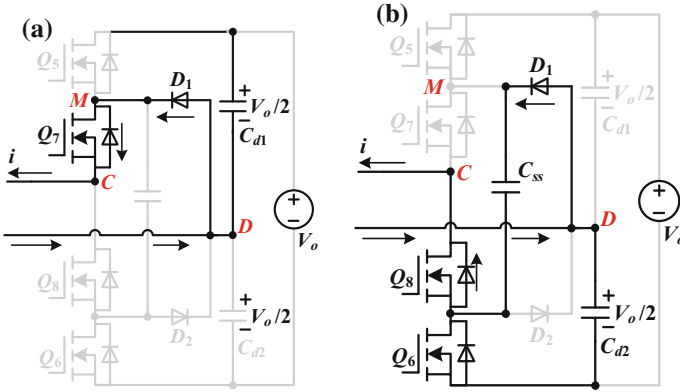 (a)
Q5
D1
M
+
Vo/2
−
Cd1
Q7
i
C
D
+
−
Vo
Q8
+
Vo/2
−
D2
Cd2
Q6
(b)
Q5
D1
M
+
Vo/2
−
Cd1
Q7
i
C
Css
D
+
−
Vo
Q8
+
Vo/2
−
D2
Cd2
Q6